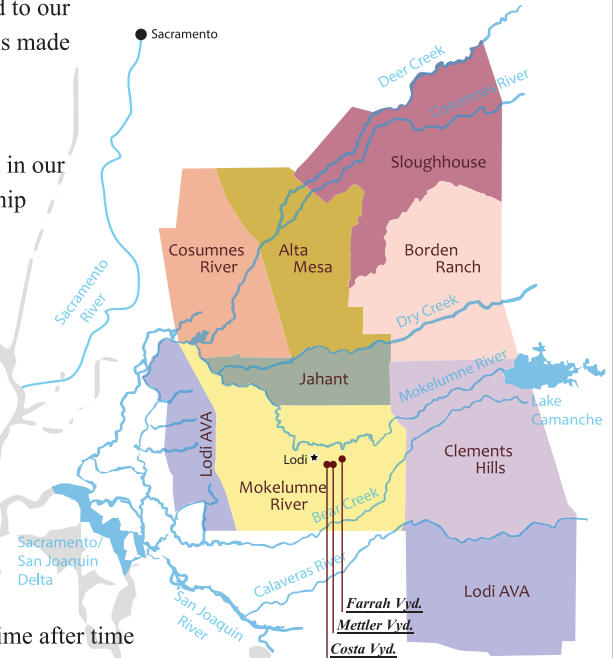 d to our
s made
in our
hip
ime after time
Sacramento
Deer Creek
Cosumnes River
Sloughhouse
Cosumnes
River
Alta
Mesa
Borden
Ranch
Sacramento
River
Dry Creek
Jahant
Mokelumne River
Lake
Camanche
Lodi AVA
Lodi
Mokelumne
River
Clements
Hills
Bear Creek
Sacramento/
San Joaquin
Delta
Calaveras River
San Joaquin
River
Lodi AVA
Farrah Vyd.
Mettler Vyd.
Costa Vyd.